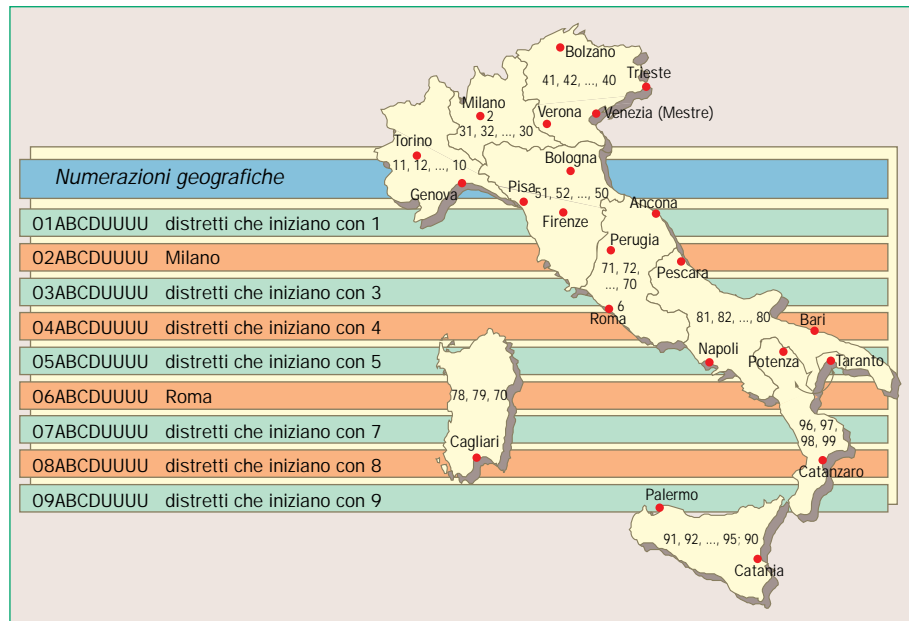 Bolzano
41, 42, ..., 40
Trieste
Milano
2
Verona
Venezia (Mestre)
31, 32, ..., 30
Torino
11, 12, ..., 10
Bologna
Numerazioni geografiche
Genova
Pisa
51, 52, ..., 50
Ancona
Firenze
01ABCDUUUU distretti che iniziano con 1
Perugia
02ABCDUUUU Milano
71, 72,
..., 70
Pescara
03ABCDUUUU distretti che iniziano con 3
6
Roma
81, 82, ..., 80
Bari
04ABCDUUUU distretti che iniziano con 4
Napoli
Potenza
Taranto
05ABCDUUUU distretti che iniziano con 5
78, 79, 70
06ABCDUUUU Roma
96, 97,
98, 99
07ABCDUUUU distretti che iniziano con 7
Cagliari
08ABCDUUUU distretti che iniziano con 8
Catanzaro
09ABCDUUUU distretti che iniziano con 9
Palermo
91, 92, ..., 95; 90
Catania